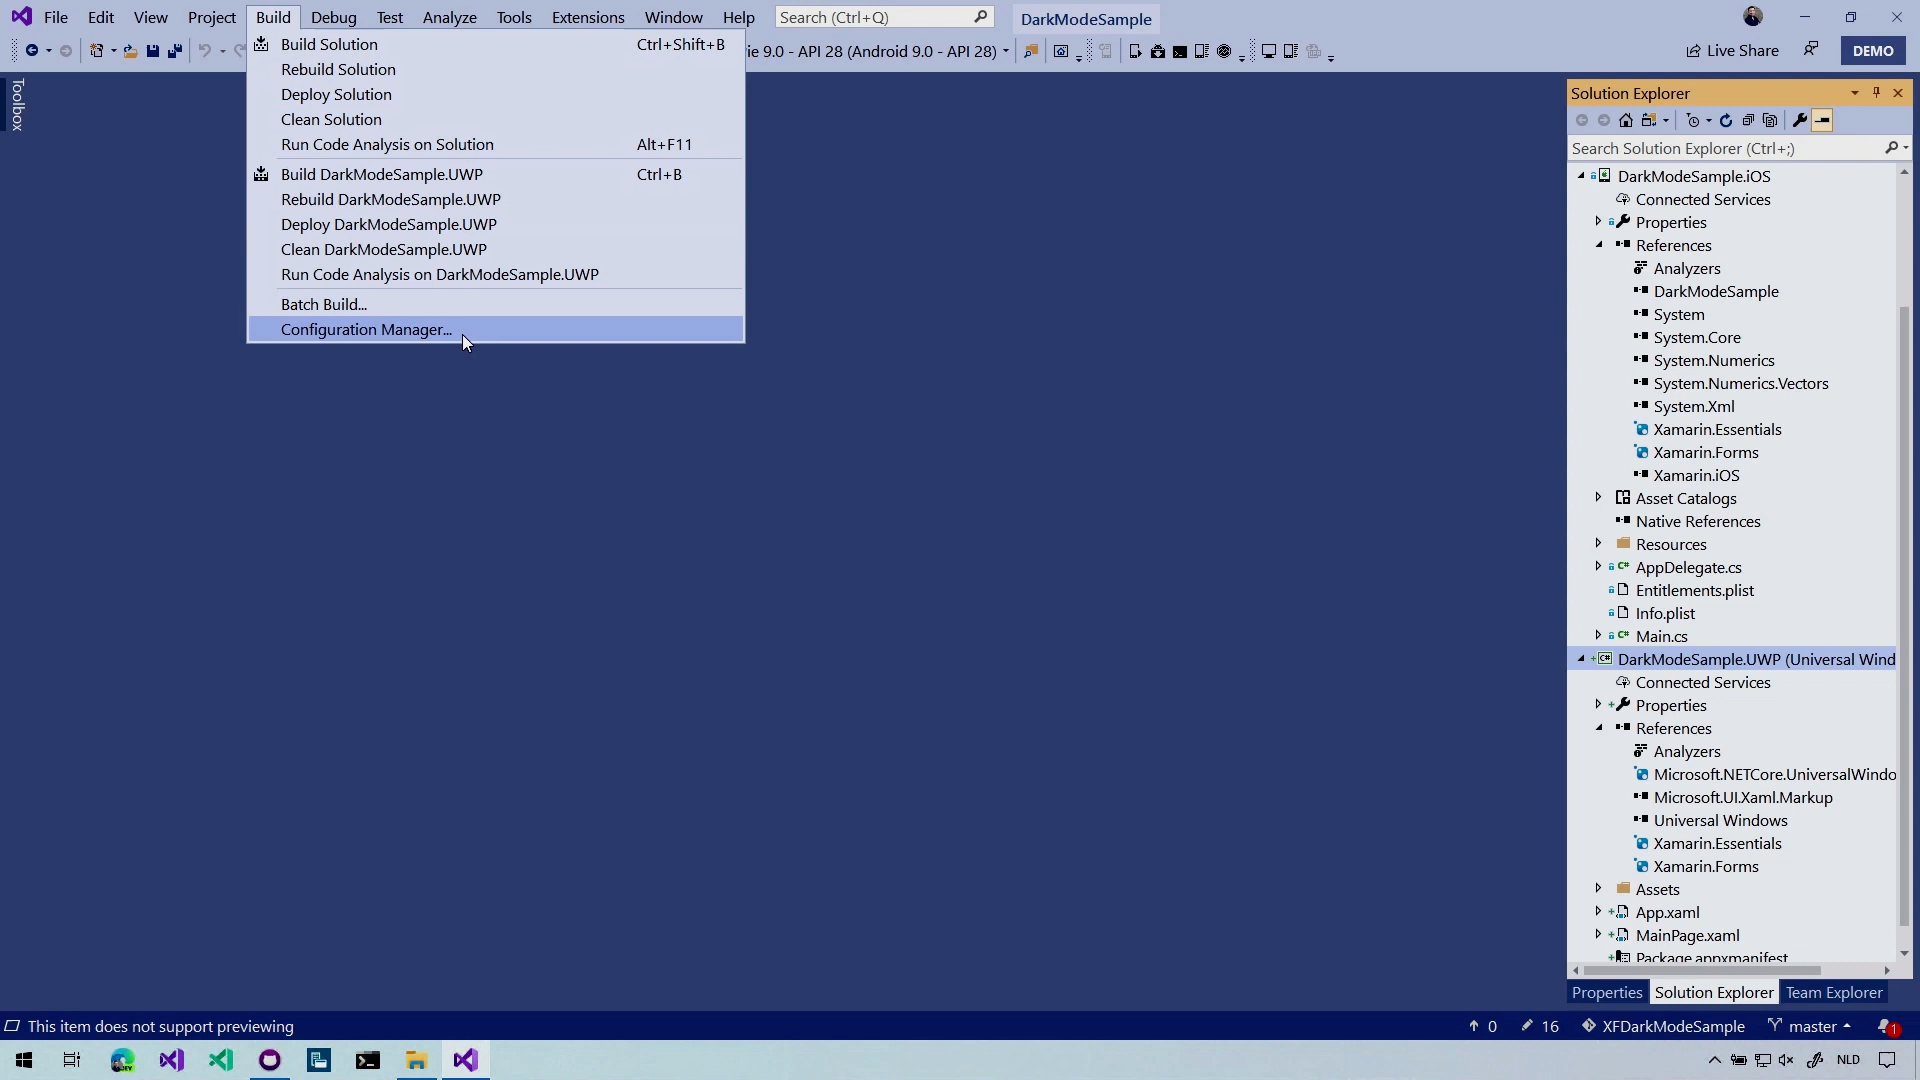 File Edit View Project Build Debug Test Analyze Tools Extensions Window Help Search (Ctrl+Q) DarkModeSample
ie 9.0 - API 28 (Android 9.0 - API 28) Live Share DEMO
Toolbox
Build Solution Ctrl+Shift+B
Rebuild Solution
Deploy Solution
Clean Solution
Run Code Analysis on Solution Alt+F11
Build DarkModeSample.UWP Ctrl+B
Rebuild DarkModeSample.UWP
Deploy DarkModeSample.UWP
Clean DarkModeSample.UWP
Run Code Analysis on DarkModeSample.UWP
Batch Build...
Configuration Manager...
Solution Explorer
Search Solution Explorer (Ctrl+;)
DarkModeSample.iOS
Connected Services
Properties
References
Analyzers
DarkModeSample
System
System.Core
System.Numerics
System.Numerics.Vectors
System.Xml
Xamarin.Essentials
Xamarin.Forms
Xamarin.iOS
Asset Catalogs
Native References
Resources
C# AppDelegate.cs
Entitlements.plist
Info.plist
C# Main.cs
C# DarkModeSample.UWP (Universal Wind
Connected Services
Properties
References
Analyzers
Microsoft.NETCore.UniversalWindo
Microsoft.UI.Xaml.Markup
Universal Windows
Xamarin.Essentials
Xamarin.Forms
Assets
App.xaml
MainPage.xaml
Package.appxmanifest
Properties Solution Explorer Team Explorer
This item does not support previewing 0 16 XFDarkModeSample master 1
NLD